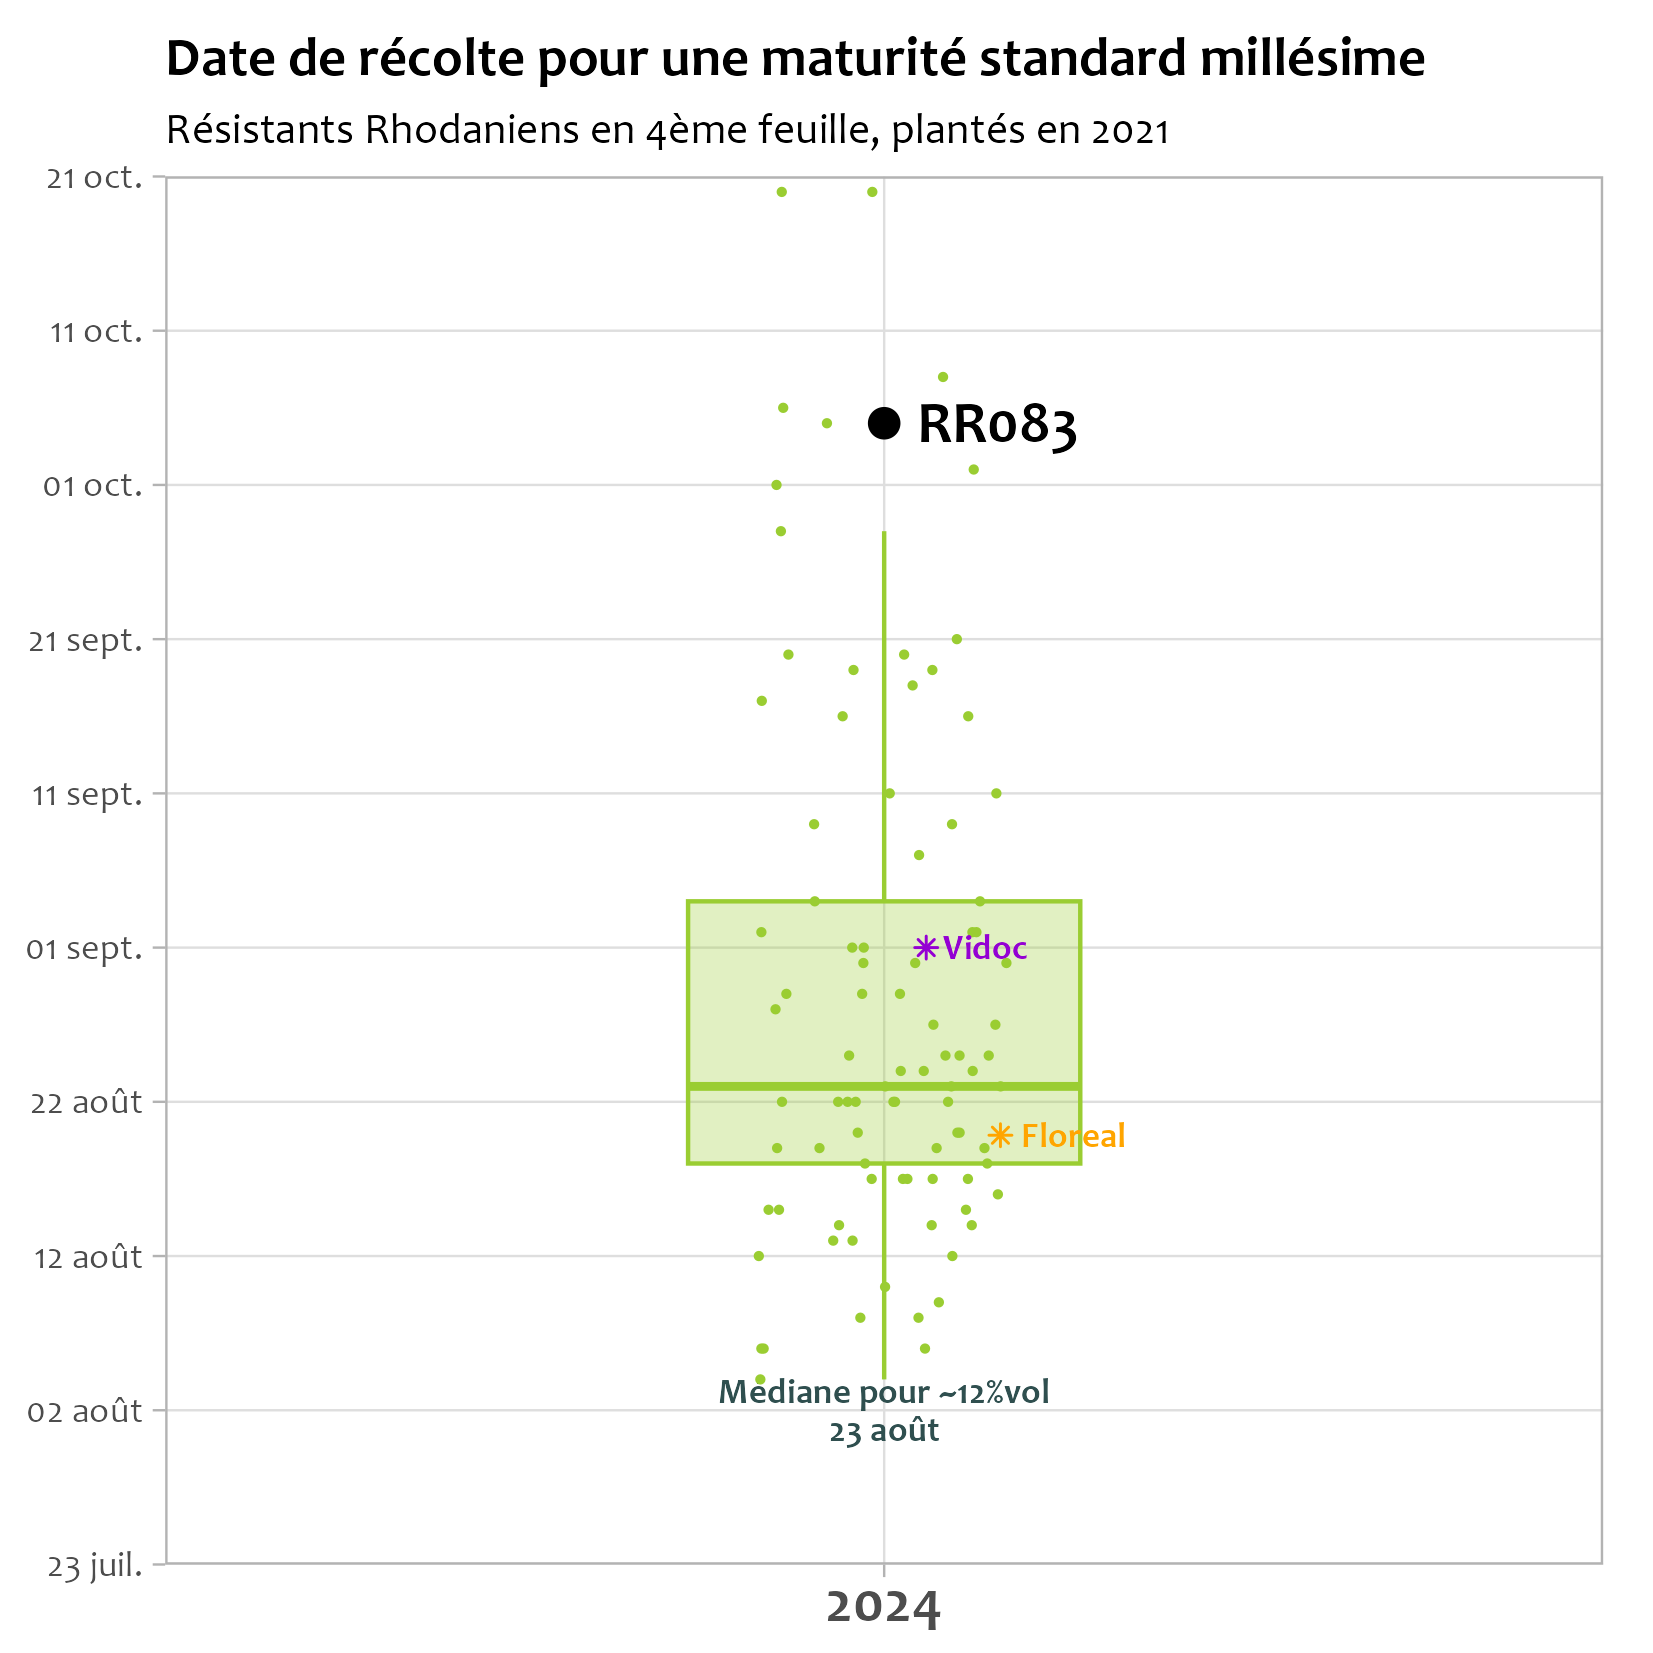 Date de récolte pour une maturité standard millésime
Résistants Rhodaniens en 4ème feuille, plantés en 2021
21 oct.
11 oct.
RR083
01 oct.
21 sept.
11 sept.
01 sept.
Vidoc
22 août
Floreal
12 août
Médiane pour ~12%vol
02 août
23 août
23 juil.
2024